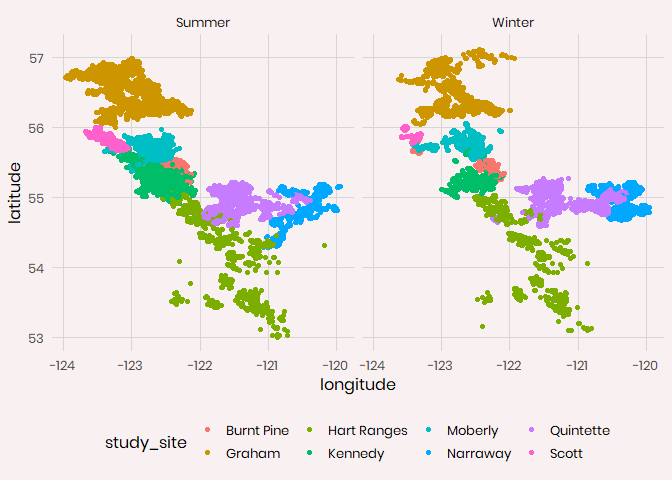 Summer Winter
57
56
55
54
53
latitude
-124 -123 -122 -121 -120 -124 -123 -122 -121 -120
longitude
study_site
Burnt Pine Hart Ranges Moberly Quintette
Graham Kennedy Narraway Scott